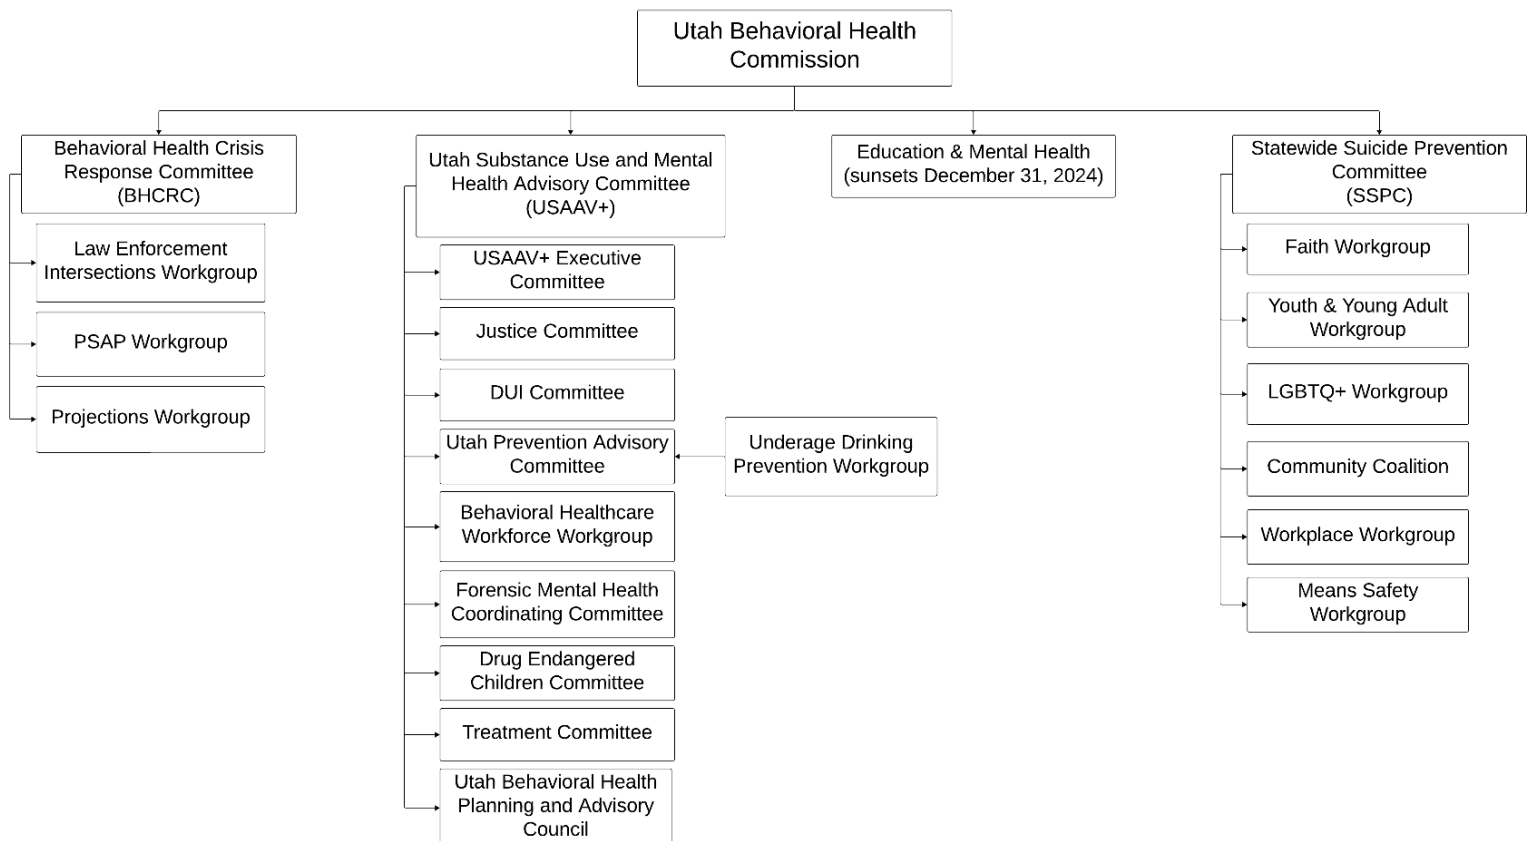 Utah Behavioral Health
Commission
Behavioral Health Crisis
Response Committee
(BHCRC)
Law Enforcement
Intersections Workgroup
PSAP Workgroup
Projections Workgroup
Utah Substance Use and Mental
Health Advisory Committee
(USAAV+)
USAAV+ Executive
Committee
Justice Committee
DUI Committee
Utah Prevention Advisory
Committee
Underage Drinking
Prevention Workgroup
Behavioral Healthcare
Workforce Workgroup
Forensic Mental Health
Coordinating Committee
Drug Endangered
Children Committee
Treatment Committee
Utah Behavioral Health
Planning and Advisory
Council
Education & Mental Health
(sunsets December 31, 2024)
Statewide Suicide Prevention
Committee
(SSPC)
Faith Workgroup
Youth & Young Adult
Workgroup
LGBTQ+ Workgroup
Community Coalition
Workplace Workgroup
Means Safety
Workgroup